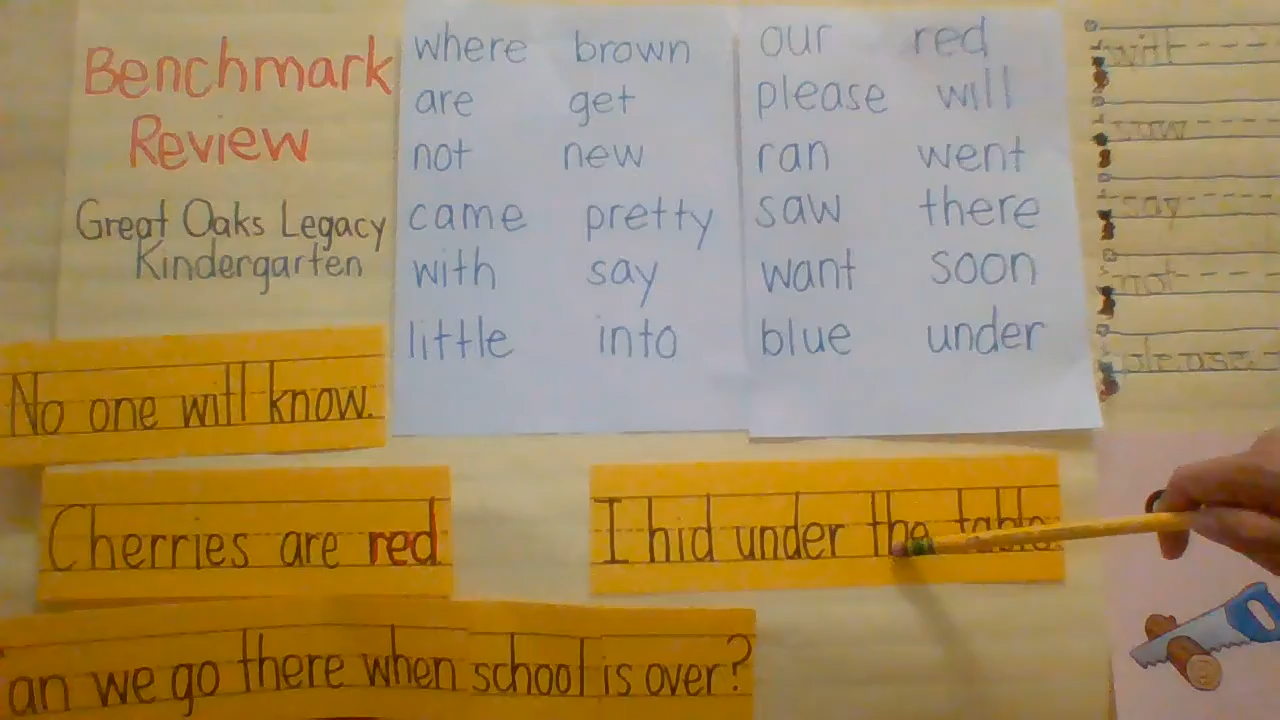 Benchmark
Review
Great Oaks Legacy
Kindergarten
where brown
are get
not new
came pretty
with say
little into
our red
please will
ran went
saw there
want soon
blue under
will
saw
say
not
please
No one will know.
Cherries are red
I hid under the table
an we go there when school is over?